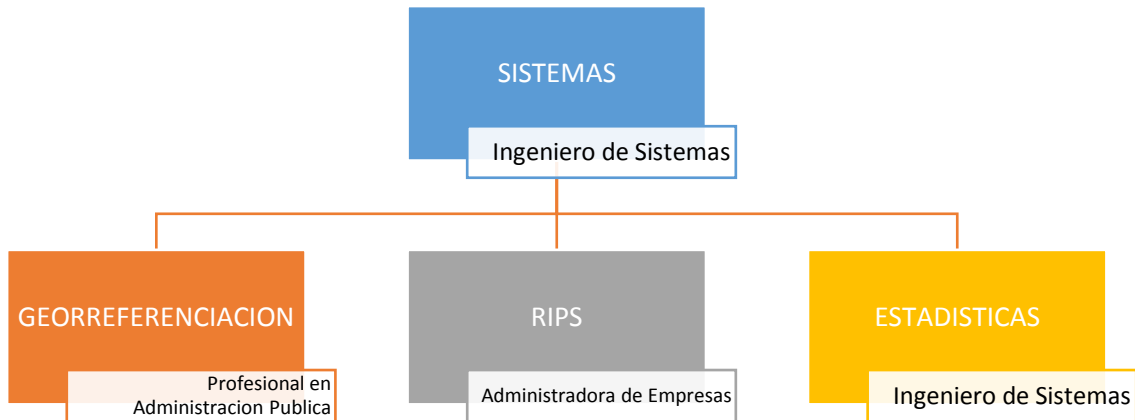 SISTEMAS
Ingeniero de Sistemas
GEORREFERENCIACION
Profesional en
Administracion Publica
RIPS
Administradora de Empresas
ESTADISTICAS
Ingeniero de Sistemas